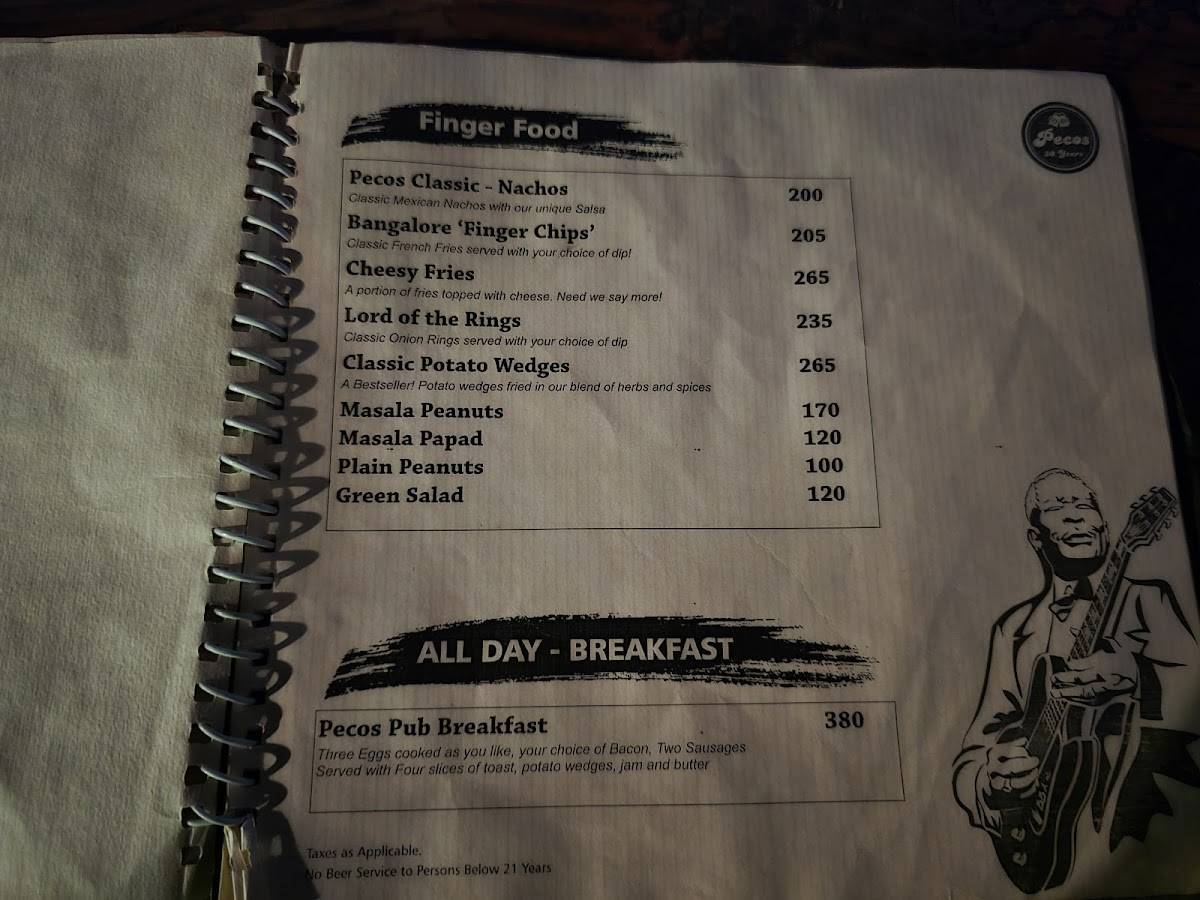 Finger Food
Pecos
30 Years
Pecos Classic - Nachos 200
Classic Mexican Nachos with our unique Salsa
Bangalore ‘Finger Chips’ 205
Classic French Fries served with your choice of dip!
Cheesy Fries 265
A portion of fries topped with cheese. Need we say more!
Lord of the Rings 235
Classic Onion Rings served with your choice of dip
Classic Potato Wedges 265
A Bestseller! Potato wedges fried in our blend of herbs and spices
Masala Peanuts 170
Masala Papad 120
Plain Peanuts 100
Green Salad 120
ALL DAY - BREAKFAST
Pecos Pub Breakfast 380
Three Eggs cooked as you like, your choice of Bacon, Two Sausages
Served with Four slices of toast, potato wedges, jam and butter
Taxes as Applicable.
No Beer Service to Persons Below 21 Years